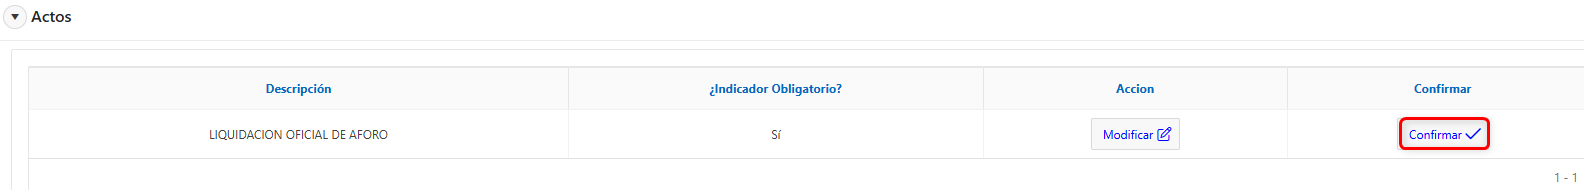 Actos
Descripción ¿Indicador Obligatorio? Accion Confirmar
LIQUIDACION OFICIAL DE AFORO Sí Modificar Confirmar
1 - 1